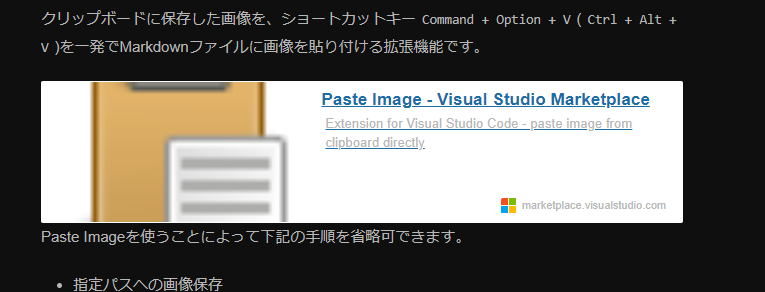 クリップボードに保存した画像を、ショートカットキー Command + Option + V ( Ctrl + Alt +
V )を一発でMarkdownファイルに画像を貼り付ける拡張機能です。
Paste Image - Visual Studio Marketplace
Extension for Visual Studio Code - paste image from
clipboard directly
marketplace.visualstudio.com
Paste Imageを使うことによって下記の手順を省略可できます。
• 指定パスへの画像保存